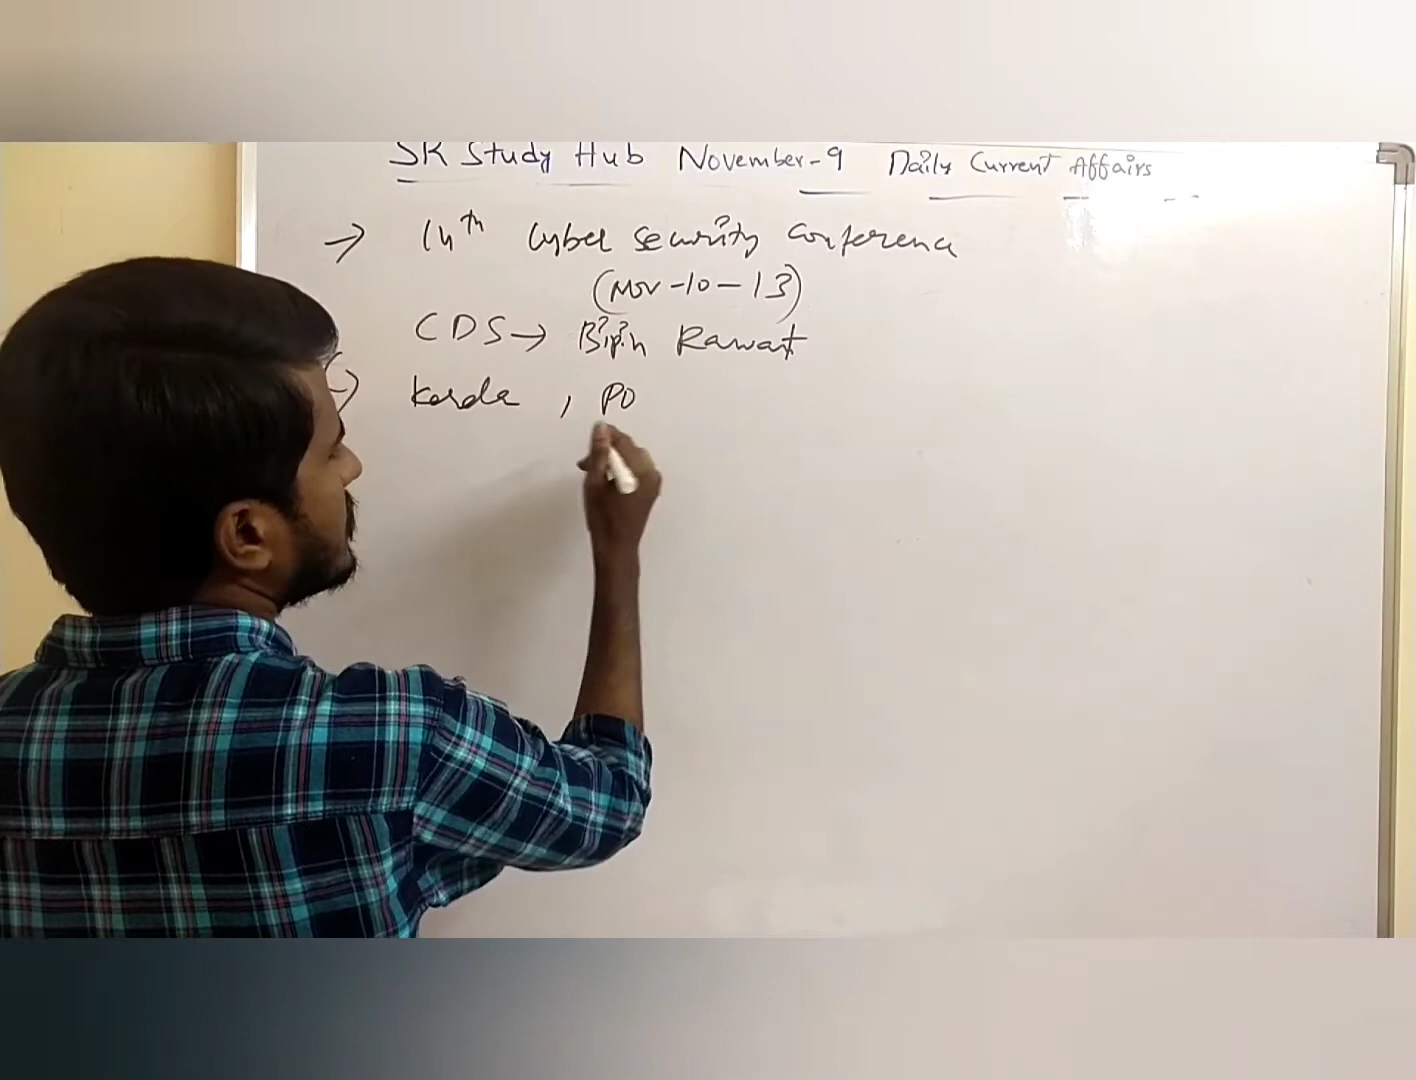 SK Study Hub November-9 Daily Current Affairs
→ 14th Cyber Security Conference
(Nov-10-13)
CDS → Bipin Rawat
→ Kerala, Po